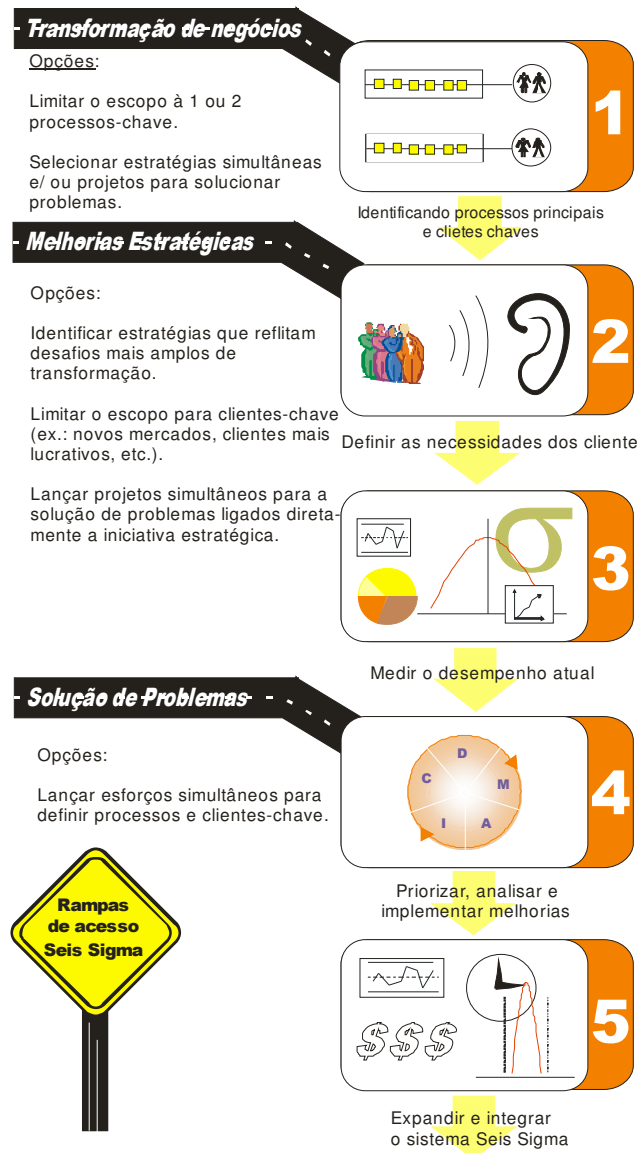 Transformação de negócios
Opções:
Limitar o escopo à 1 ou 2
processos-chave.
Selecionar estratégias simultâneas
e/ ou projetos para solucionar
problemas.
1
Identificando processos principais
e clietes chaves
Melhorias Estratégicas
Opções:
Identificar estratégias que reflitam
desafios mais amplos de
transformação.
Limitar o escopo para clientes-chave
(ex.: novos mercados, clientes mais
lucrativos, etc.).
Lançar projetos simultâneos para a
solução de problemas ligados direta-
mente a iniciativa estratégica.
2
Definir as necessidades dos cliente
σ
3
Medir o desempenho atual
Solução de Problemas
Opções:
Lançar esforços simultâneos para
definir processos e clientes-chave.
Rampas
de acesso
Seis Sigma
D
M
A
I
C
4
Priorizar, analisar e
implementar melhorias
$$$
5
Expandir e integrar
o sistema Seis Sigma